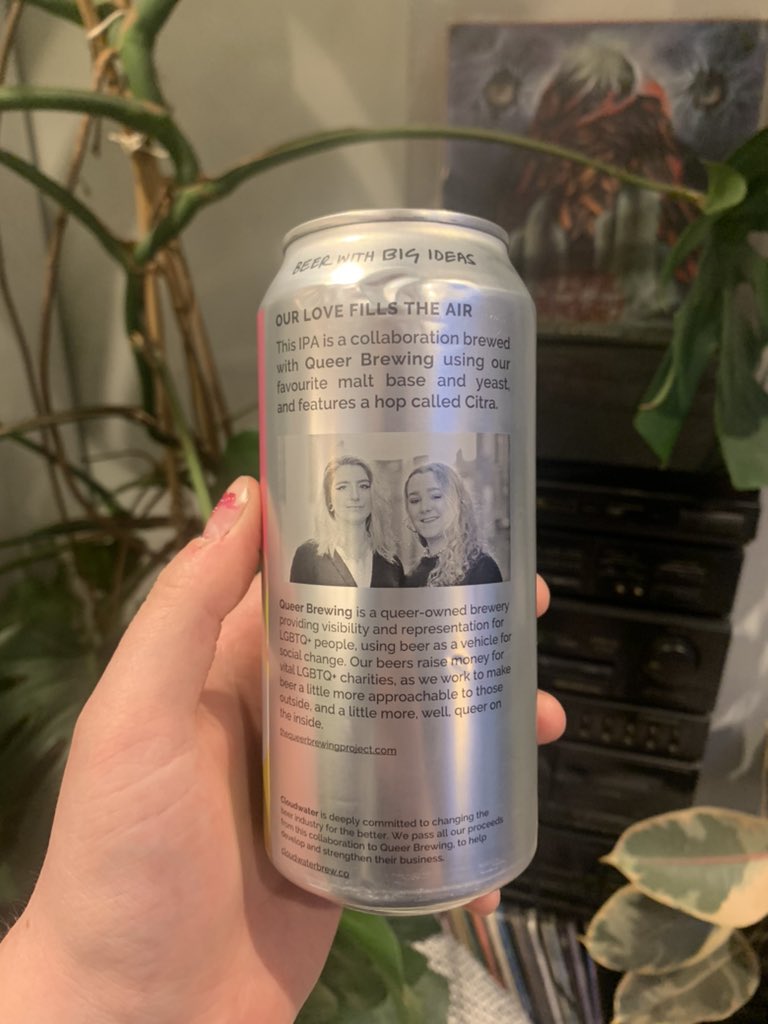 BEER WITH BIG IDEAS
OUR LOVE FILLS THE AIR
This IPA is a collaboration brewed
with Queer Brewing using our
favourite malt base and yeast,
and features a hop called Citra.
Queer Brewing is a queer-owned brewery
providing visibility and representation for
LGBTQ+ people, using beer as a vehicle for
social change. Our beers raise money for
vital LGBTQ+ charities, as we work to make
beer a little more approachable to those
outside, and a little more, well, queer on
the inside.
thequeerbrewingproject.com
Cloudwater is deeply committed to changing the
beer industry for the better. We pass all our proceeds
from this collaboration to Queer Brewing, to help
develop and strengthen their business.
cloudwaterbrew.co